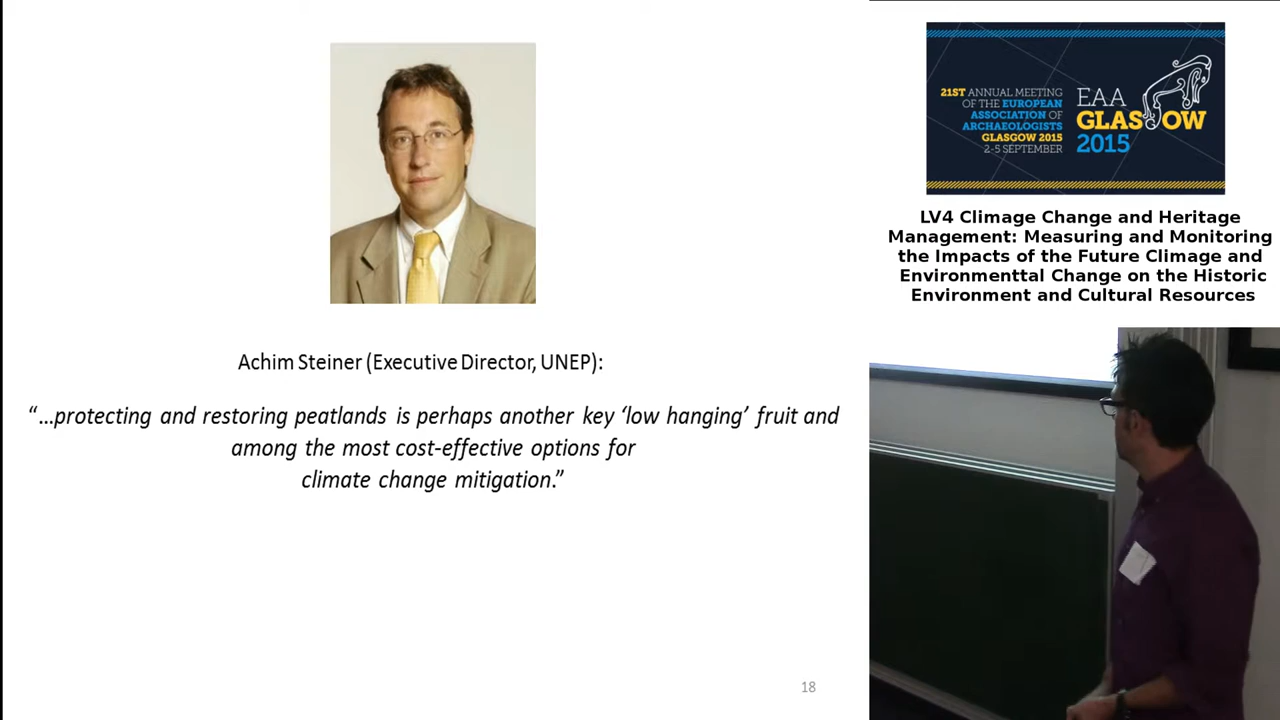 Achim Steiner (Executive Director, UNEP):
“…protecting and restoring peatlands is perhaps another key ‘low hanging’ fruit and
among the most cost-effective options for
climate change mitigation.”
18
21ST ANNUAL MEETING
OF THE EUROPEAN
ASSOCIATION OF
ARCHAEOLOGISTS
GLASGOW 2015
2-5 SEPTEMBER
EAA
GLASGOW
2015
LV4 Climage Change and Heritage
Management: Measuring and Monitoring
the Impacts of the Future Climage and
Environmenttal Change on the Historic
Environment and Cultural Resources